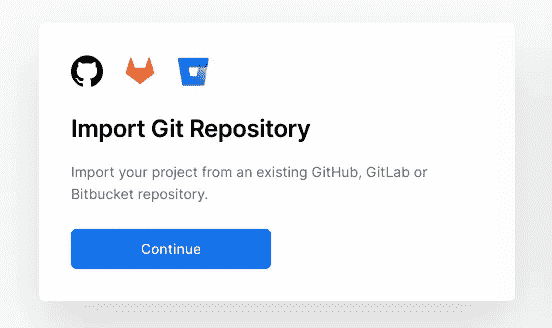 Import Git Repository
Import your project from an existing GitHub, GitLab or
Bitbucket repository.
Continue